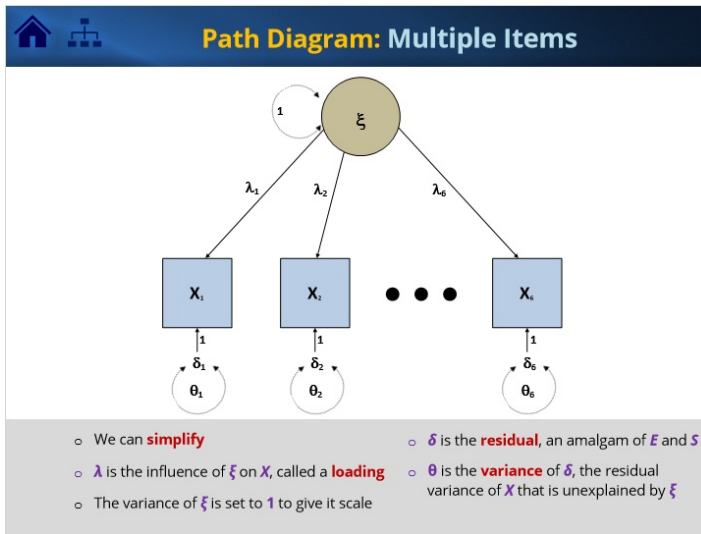 Path Diagram: Multiple Items
1
ξ
λ₁ λ₂ λ₆
X₁ X₂ X₆
1 1 1
δ₁ δ₂ δ₆
θ₁ θ₂ θ₆
○ We can simplify
○ λ is the influence of ξ on X, called a loading
○ The variance of ξ is set to 1 to give it scale
○ δ is the residual, an amalgam of E and S
○ θ is the variance of δ, the residual
variance of X that is unexplained by ξ